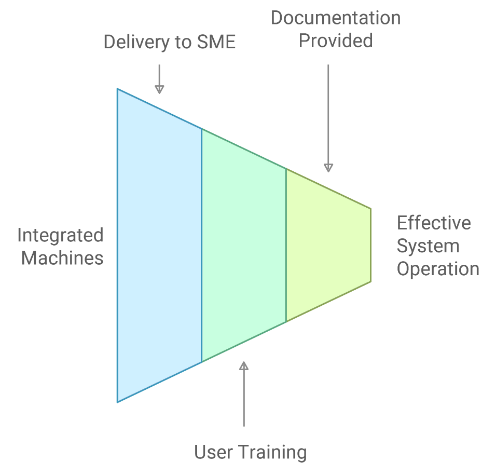 Documentation
Provided
Delivery to SME
Integrated
Machines
Effective
System
Operation
User Training